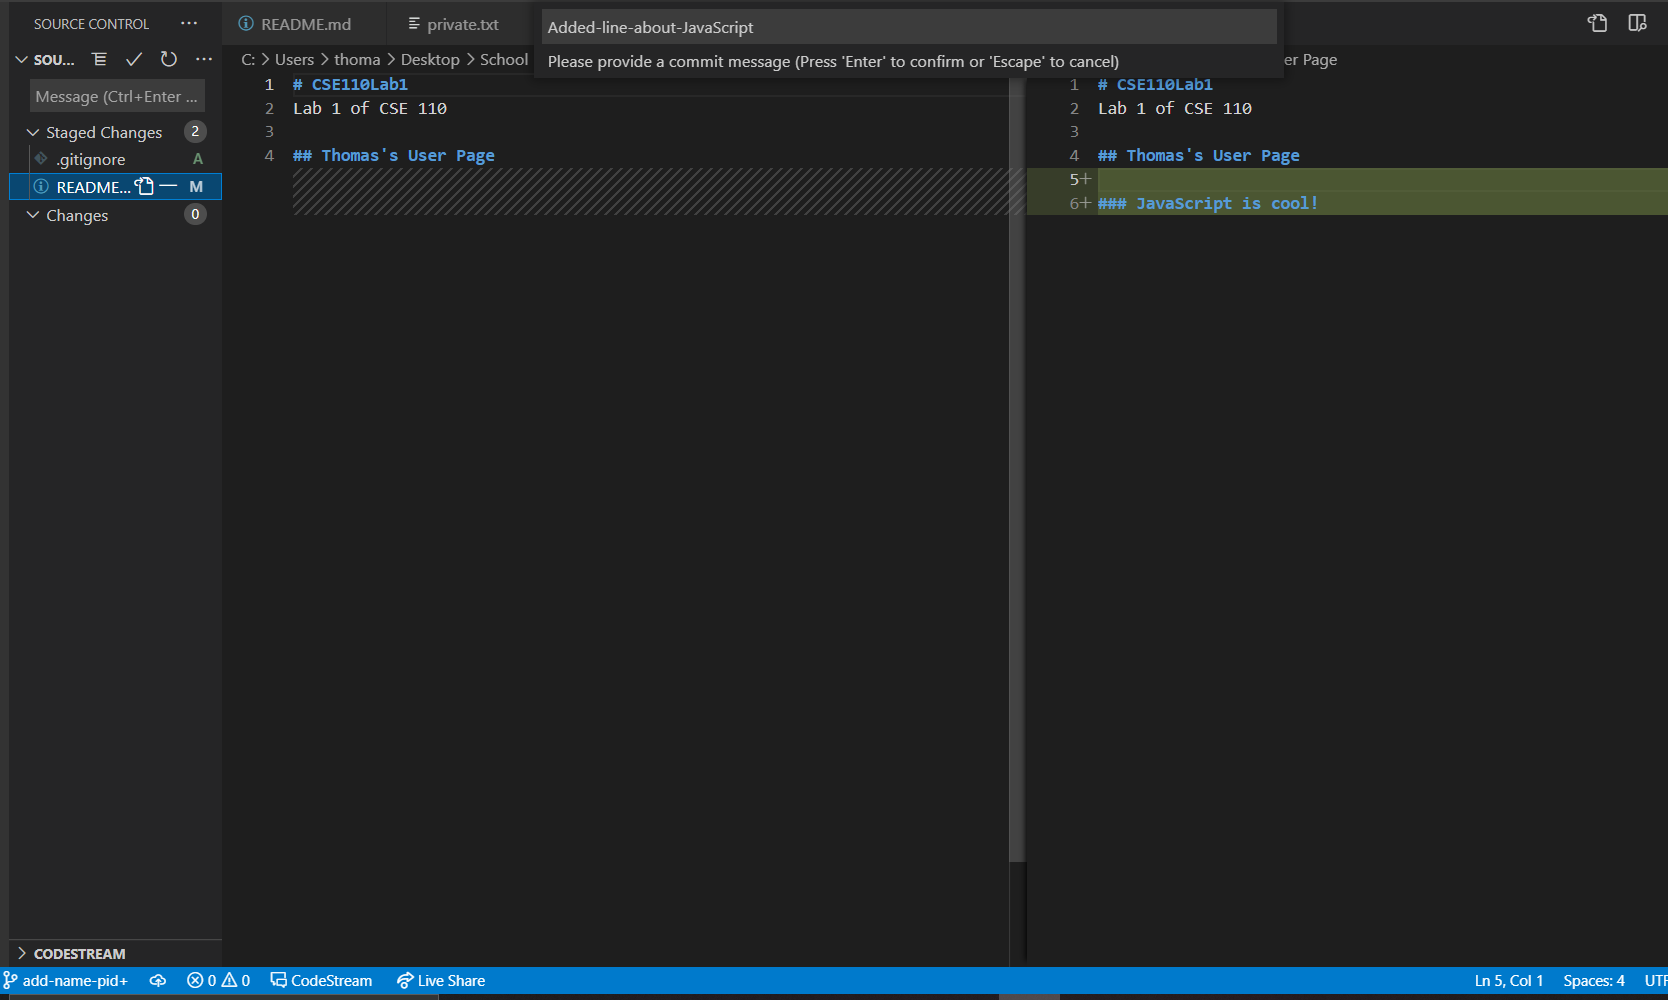 SOURCE CONTROL ...
SOU... ...
Message (Ctrl+Enter ...
Staged Changes 2
.gitignore A
README... M
Changes 0
CODESTREAM
README.md
private.txt
Added-line-about-JavaScript
Please provide a commit message (Press 'Enter' to confirm or 'Escape' to cancel)
C: > Users > thoma > Desktop > School
er Page
1 # CSE110Lab1
2 Lab 1 of CSE 110
3
4 ## Thomas's User Page
1 # CSE110Lab1
2 Lab 1 of CSE 110
3
4 ## Thomas's User Page
5+
6+ ### JavaScript is cool!
add-name-pid+ 0 0 CodeStream Live Share Ln 5, Col 1 Spaces: 4 UTF